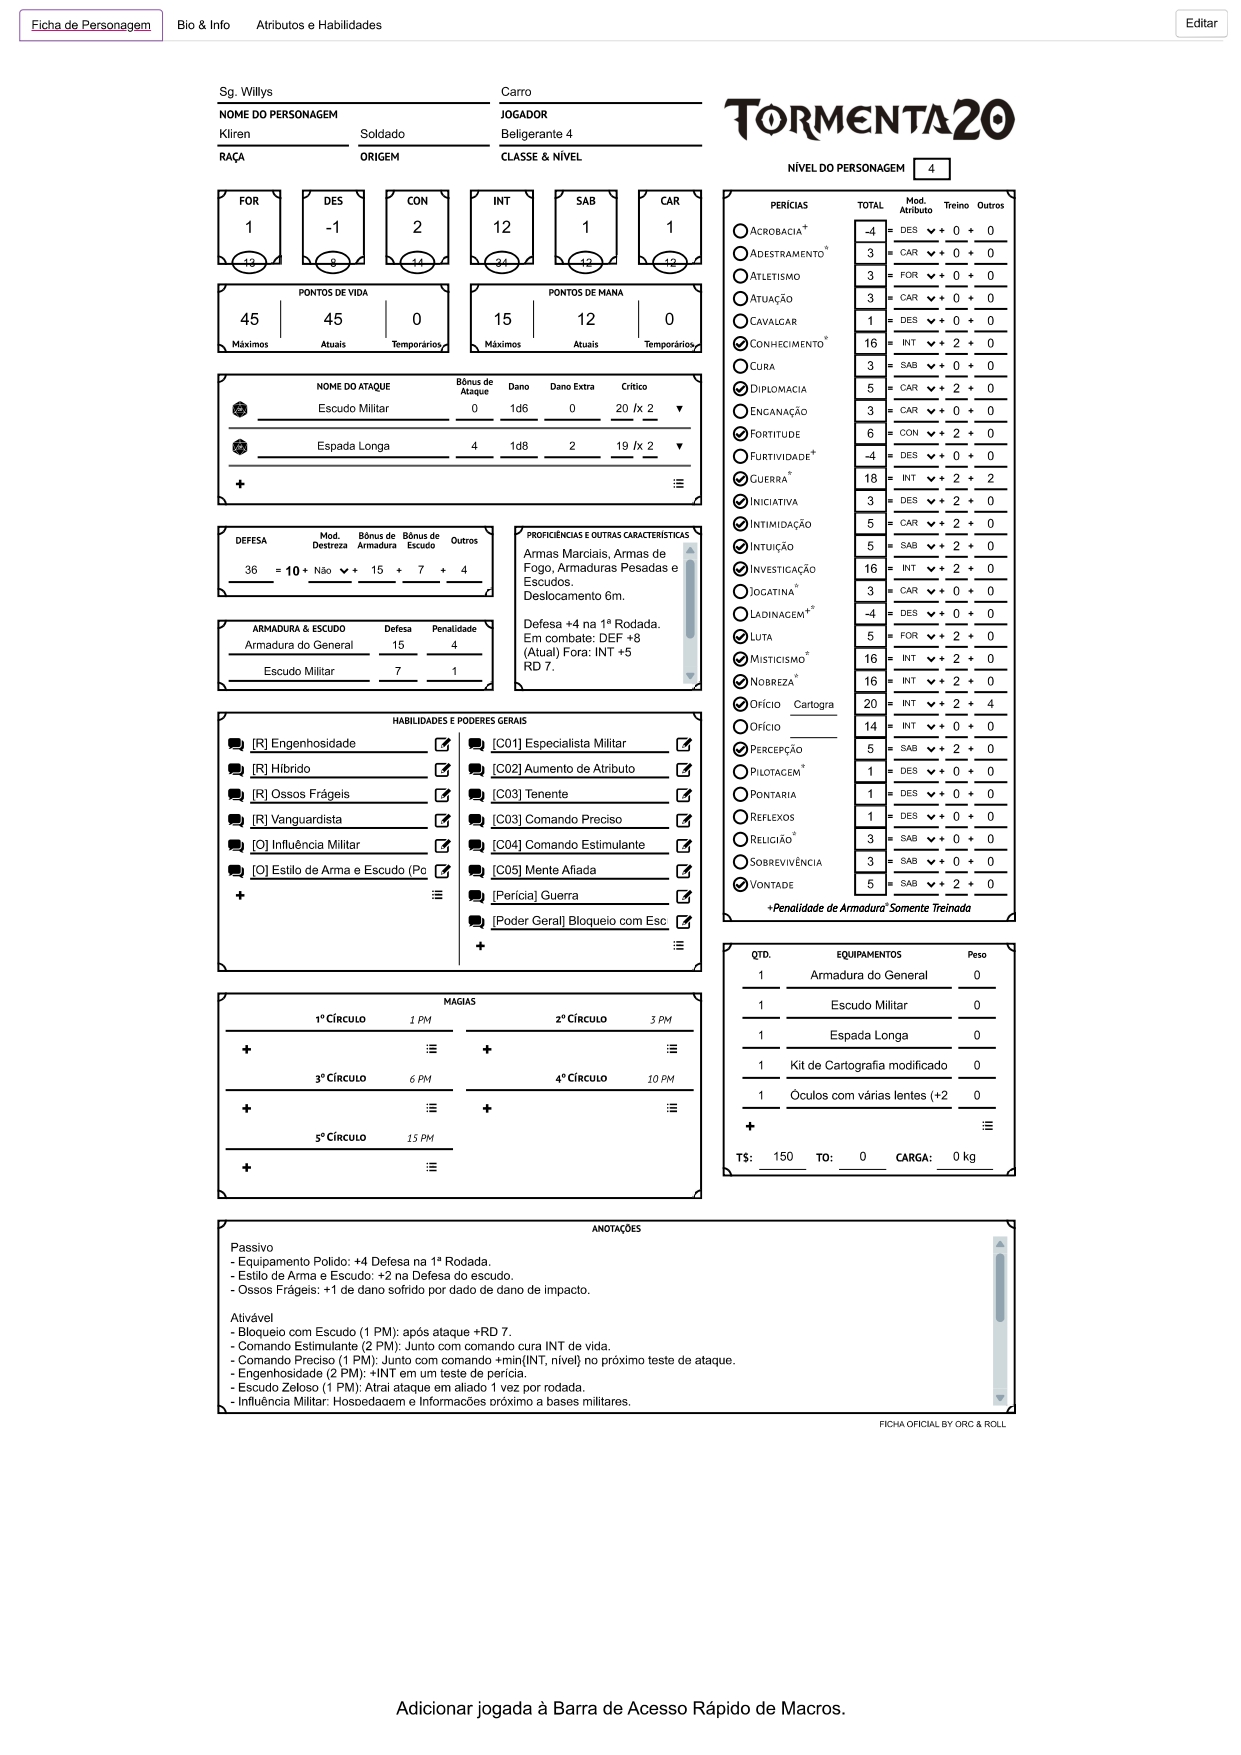 Ficha de Personagem Bio & Info Atributos e Habilidades Editar
Sg. Willys Carro
NOME DO PERSONAGEM JOGADOR
Kliren Soldado Beligerante 4
RAÇA ORIGEM CLASSE & NÍVEL
TORMENTA20
NÍVEL DO PERSONAGEM 4
FOR DES CON INT SAB CAR
1 -1 2 12 1 1
13 8 14 34 12 12
PONTOS DE VIDA
45 45 0
Máximos Atuais Temporários
PONTOS DE MANA
15 12 0
Máximos Atuais Temporários
NOME DO ATAQUE Bônus de Ataque Dano Dano Extra Crítico
Escudo Militar 0 1d6 0 20 /x 2 ▼
Espada Longa 4 1d8 2 19 /x 2 ▼
+
DEFESA Mod. Destreza Bônus de Armadura Bônus de Escudo Outros
36 = 10 + Não + 15 + 7 + 4
ARMADURA & ESCUDO Defesa Penalidade
Armadura do General 15 4
Escudo Militar 7 1
PROFICIÊNCIAS E OUTRAS CARACTERÍSTICAS
Armas Marciais, Armas de
Fogo, Armaduras Pesadas e
Escudos.
Deslocamento 6m.
Defesa +4 na 1ª Rodada.
Em combate: DEF +8
(Atual) Fora: INT +5
RD 7.
HABILIDADES E PODERES GERAIS
[R] Engenhosidade
[R] Híbrido
[R] Ossos Frágeis
[R] Vanguardista
[O] Influência Militar
[O] Estilo de Arma e Escudo (Po
+
[C01] Especialista Militar
[C02] Aumento de Atributo
[C03] Tenente
[C03] Comando Preciso
[C04] Comando Estimulante
[C05] Mente Afiada
[Perícia] Guerra
[Poder Geral] Bloqueio com Esc
+
MAGIAS
1º CÍRCULO 1 PM 2º CÍRCULO 3 PM
+ +
3º CÍRCULO 6 PM 4º CÍRCULO 10 PM
+ +
5º CÍRCULO 15 PM
+
PERÍCIAS TOTAL Mod. Atributo Treino Outros
ACROBACIA+ -4 = DES + 0 + 0
ADESTRAMENTO* 3 = CAR + 0 + 0
ATLETISMO 3 = FOR + 0 + 0
ATUAÇÃO 3 = CAR + 0 + 0
CAVALGAR 1 = DES + 0 + 0
CONHECIMENTO* 16 = INT + 2 + 0
CURA 3 = SAB + 0 + 0
DIPLOMACIA 5 = CAR + 2 + 0
ENGANAÇÃO 3 = CAR + 0 + 0
FORTITUDE 6 = CON + 2 + 0
FURTIVIDADE+ -4 = DES + 0 + 0
GUERRA* 18 = INT + 2 + 2
INICIATIVA 3 = DES + 2 + 0
INTIMIDAÇÃO 5 = CAR + 2 + 0
INTUIÇÃO 5 = SAB + 2 + 0
INVESTIGAÇÃO 16 = INT + 2 + 0
JOGATINA* 3 = CAR + 0 + 0
LADINAGEM+* -4 = DES + 0 + 0
LUTA 5 = FOR + 2 + 0
MISTICISMO* 16 = INT + 2 + 0
NOBREZA* 16 = INT + 2 + 0
OFÍCIO Cartogra 20 = INT + 2 + 4
OFÍCIO 14 = INT + 0 + 0
PERCEPÇÃO 5 = SAB + 2 + 0
PILOTAGEM* 1 = DES + 0 + 0
PONTARIA 1 = DES + 0 + 0
REFLEXOS 1 = DES + 0 + 0
RELIGIÃO* 3 = SAB + 0 + 0
SOBREVIVÊNCIA 3 = SAB + 0 + 0
VONTADE 5 = SAB + 2 + 0
+Penalidade de Armadura*Somente Treinada
QTD. EQUIPAMENTOS Peso
1 Armadura do General 0
1 Escudo Militar 0
1 Espada Longa 0
1 Kit de Cartografia modificado 0
1 Óculos com várias lentes (+2 0
+
T$: 150 TO: 0 CARGA: 0 kg
ANOTAÇÕES
Passivo
- Equipamento Polido: +4 Defesa na 1ª Rodada.
- Estilo de Arma e Escudo: +2 na Defesa do escudo.
- Ossos Frágeis: +1 de dano sofrido por dado de dano de impacto.
Ativável
- Bloqueio com Escudo (1 PM): após ataque +RD 7.
- Comando Estimulante (2 PM): Junto com comando cura INT de vida.
- Comando Preciso (1 PM): Junto com comando +min{INT, nível} no próximo teste de ataque.
- Engenhosidade (2 PM): +INT em um teste de perícia.
- Escudo Zeloso (1 PM): Atrai ataque em aliado 1 vez por rodada.
- Influência Militar: Hospedagem e Informações próximo a bases militares.
FICHA OFICIAL BY ORC & ROLL
Adicionar jogada à Barra de Acesso Rápido de Macros.